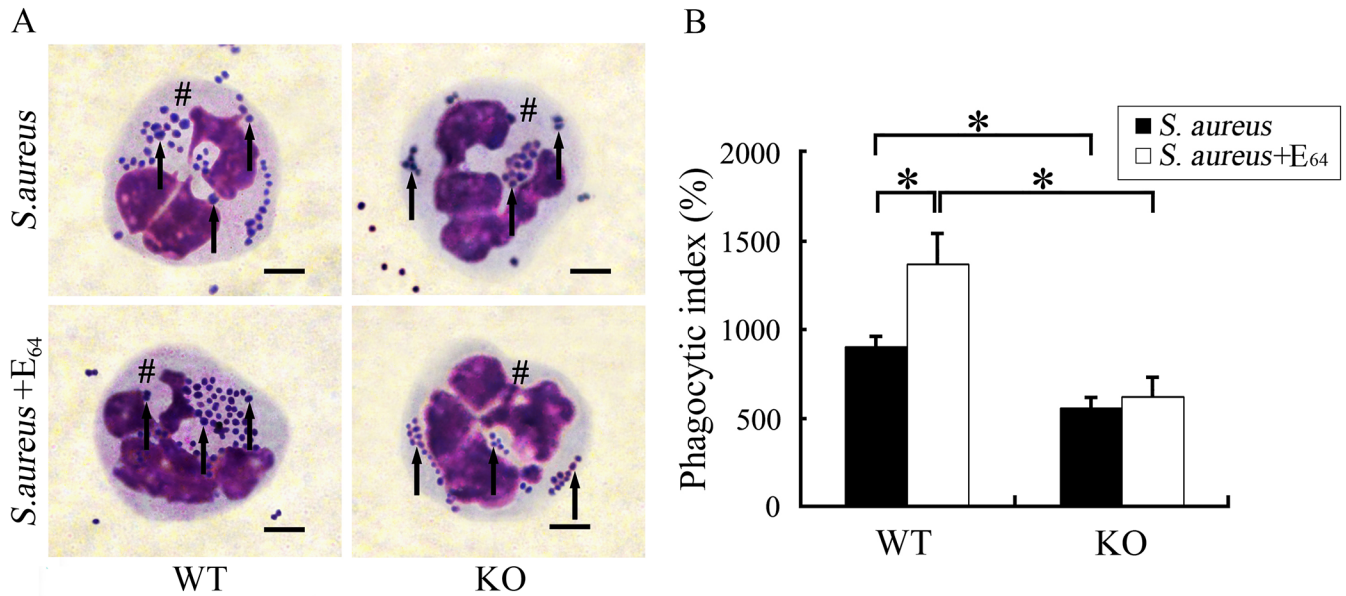 A
S.aureus
S.aureus+E64
#
#
#
#
WT
KO
B
Phagocytic index (%)
2000
1500
1000
500
0
*
*
*
S. aureus
S. aureus+E64
WT
KO